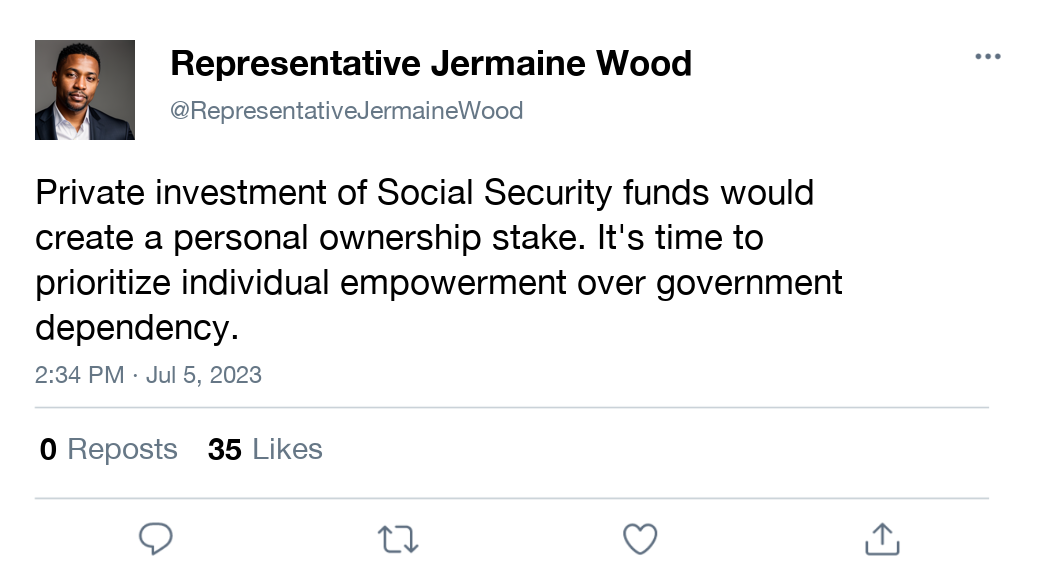 Representative Jermaine Wood
@RepresentativeJermaineWood
Private investment of Social Security funds would
create a personal ownership stake. It's time to
prioritize individual empowerment over government
dependency.
2:34 PM · Jul 5, 2023
0 Reposts 35 Likes